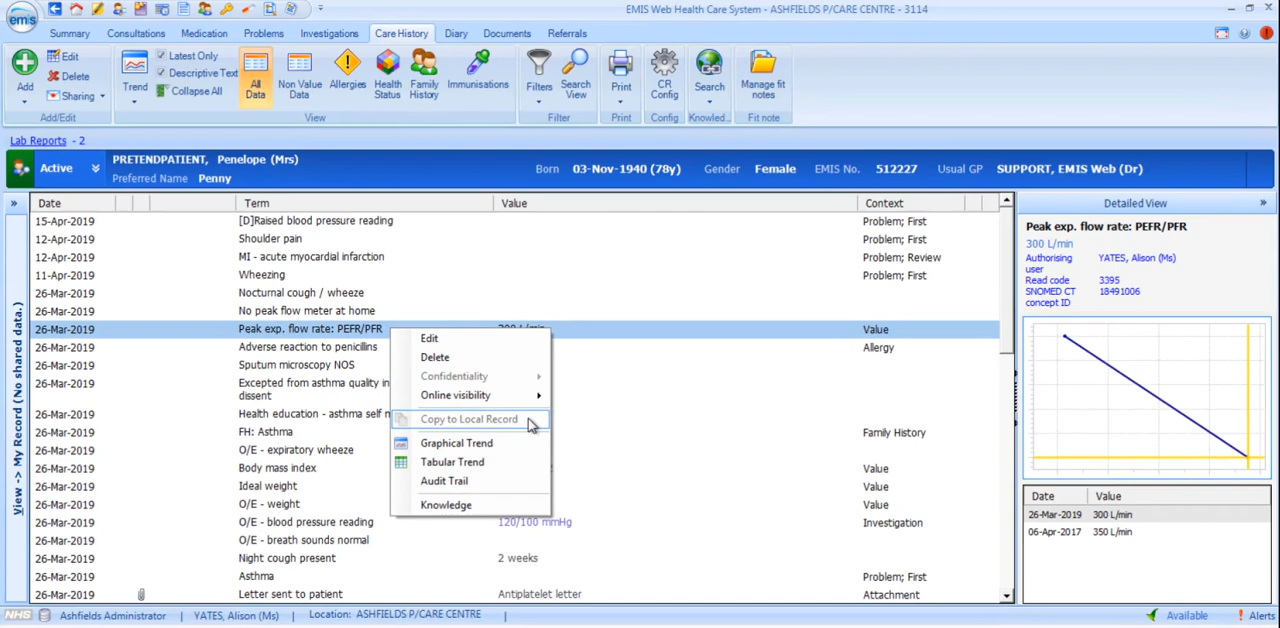 emis
EMIS Web Health Care System - ASHFIELDS P/CARE CENTRE - 3114
Summary Consultations Medication Problems Investigations Care History Diary Documents Referrals
Add
Edit
Delete
Sharing
Add/Edit
Trend
Latest Only
Descriptive Text
Collapse All
All Data
Non Value Data
Allergies
Health Status
Family History
Immunisations
View
Filters
Search View
Filter
Print
Print
CR Config
Config
Search
Knowled...
Manage fit notes
Fit note
Lab Reports - 2
Active
PRETENDPATIENT, Penelope (Mrs)
Preferred Name Penny
Born 03-Nov-1940 (78y) Gender Female EMIS No. 512227 Usual GP SUPPORT, EMIS Web (Dr)
»
View -> My Record (No shared data.)
Date Term Value Context
15-Apr-2019 [D]Raised blood pressure reading Problem; First
12-Apr-2019 Shoulder pain Problem; First
12-Apr-2019 MI - acute myocardial infarction Problem; Review
11-Apr-2019 Wheezing Problem; First
26-Mar-2019 Nocturnal cough / wheeze
26-Mar-2019 No peak flow meter at home
26-Mar-2019 Peak exp. flow rate: PEFR/PFR 300 L/min Value
26-Mar-2019 Adverse reaction to penicillins Allergy
26-Mar-2019 Sputum microscopy NOS
26-Mar-2019 Excepted from asthma quality in
dissent
26-Mar-2019 Health education - asthma self m
26-Mar-2019 FH: Asthma Family History
26-Mar-2019 O/E - expiratory wheeze
26-Mar-2019 Body mass index Value
26-Mar-2019 Ideal weight Value
26-Mar-2019 O/E - weight Value
26-Mar-2019 O/E - blood pressure reading 120/100 mmHg Investigation
26-Mar-2019 O/E - breath sounds normal
26-Mar-2019 Night cough present 2 weeks
26-Mar-2019 Asthma Problem; First
26-Mar-2019 Letter sent to patient Antiplatelet letter Attachment
Edit
Delete
Confidentiality
Online visibility
Copy to Local Record
Graphical Trend
Tabular Trend
Audit Trail
Knowledge
Detailed View »
Peak exp. flow rate: PEFR/PFR
300 L/min
Authorising user YATES, Alison (Ms)
Read code 3395
SNOMED CT concept ID 18491006
Date Value
26-Mar-2019 300 L/min
06-Apr-2017 350 L/min
NHS Ashfields Administrator | YATES, Alison (Ms) | Location: ASHFIELDS P/CARE CENTRE | Available Alerts